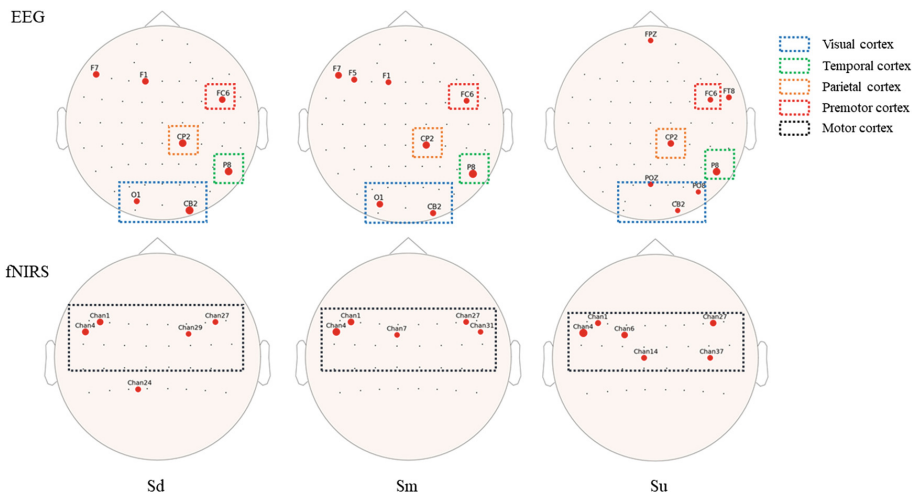 EEG
F7
F1
FC6
CP2
P8
O1
CB2
F7
F5
F1
FC6
CP2
P8
O1
CB2
FPZ
FC6
FT8
CP2
P8
POZ
PO8
CB2
Visual cortex
Temporal cortex
Parietal cortex
Premotor cortex
Motor cortex
fNIRS
Chan1
Chan27
Chan4
Chan29
Chan24
Chan1
Chan27
Chan4
Chan7
Chan31
Chan1
Chan27
Chan4
Chan6
Chan14
Chan37
Sd
Sm
Su